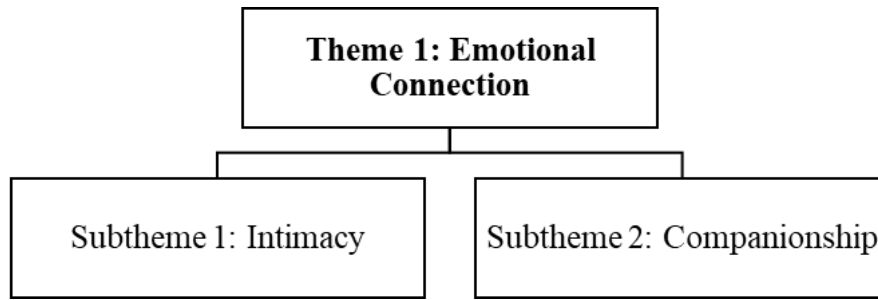 Theme 1: Emotional
Connection
Subtheme 1: Intimacy
Subtheme 2: Companionship